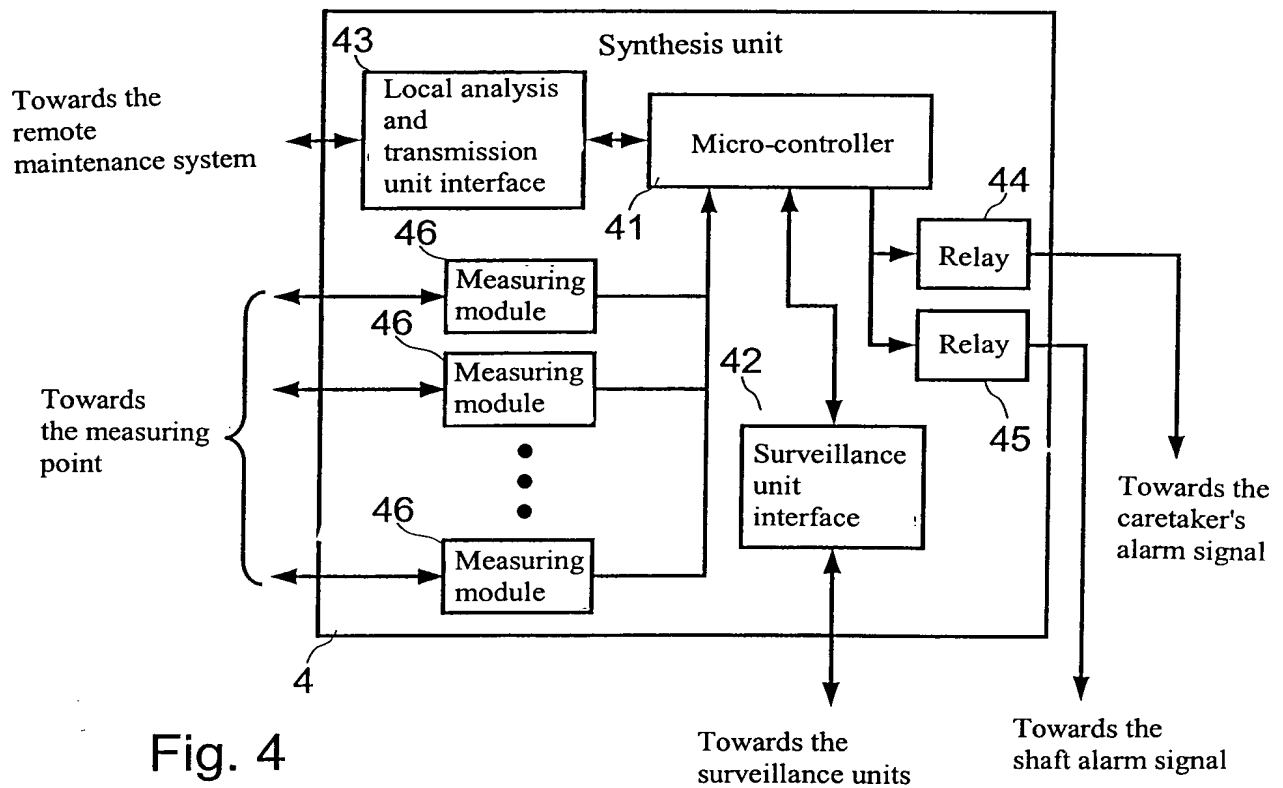 Synthesis unit
43
Local analysis
and
transmission
unit interface
Towards the
remote
maintenance system
Micro-controller
41
44
Relay
46
Measuring
module
Relay
45
46
Measuring
module
42
Towards
the measuring
point
Surveillance
unit
interface
46
Measuring
module
Towards the
caretaker's
alarm signal
4
Fig. 4
Towards the
surveillance units
Towards the
shaft alarm signal